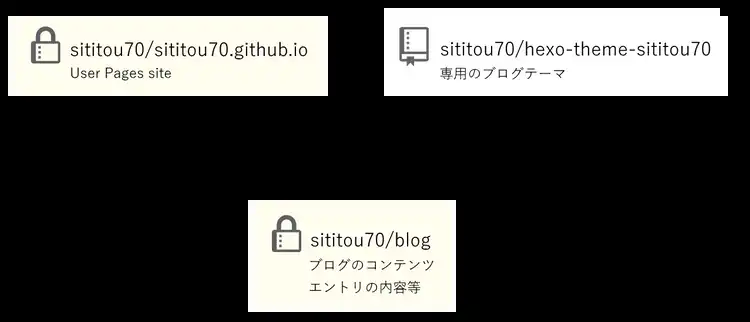 sititou70/sititou70.github.io
User Pages site
sititou70/hexo-theme-sititou70
専用のブログテーマ
sititou70/blog
ブログのコンテンツ
エントリの内容等